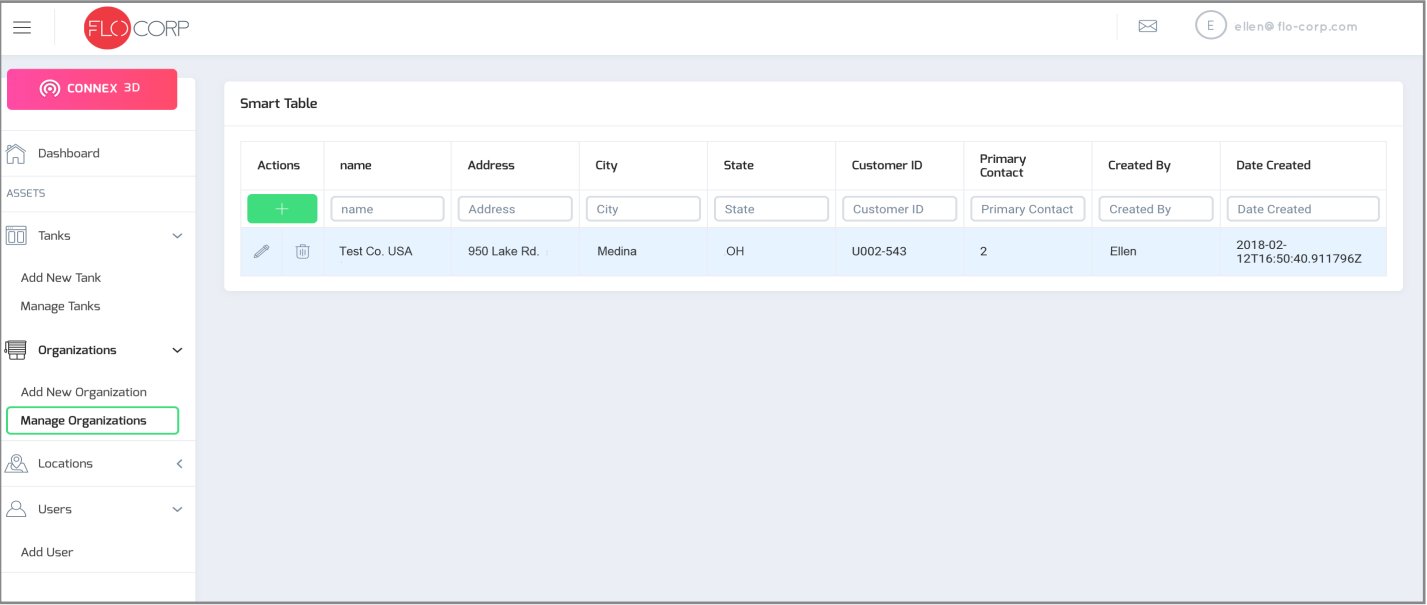 FLO CORP
E ellen@flo-corp.com
CONNEX 3D
Dashboard
ASSETS
Tanks
Add New Tank
Manage Tanks
Organizations
Add New Organization
Manage Organizations
Locations
Users
Add User
Smart Table
Actions name Address City State Customer ID Primary Contact Created By Date Created
+ name Address City State Customer ID Primary Contact Created By Date Created
Test Co. USA 950 Lake Rd. Medina OH U002-543 2 Ellen 2018-02-
12T16:50:40.911796Z